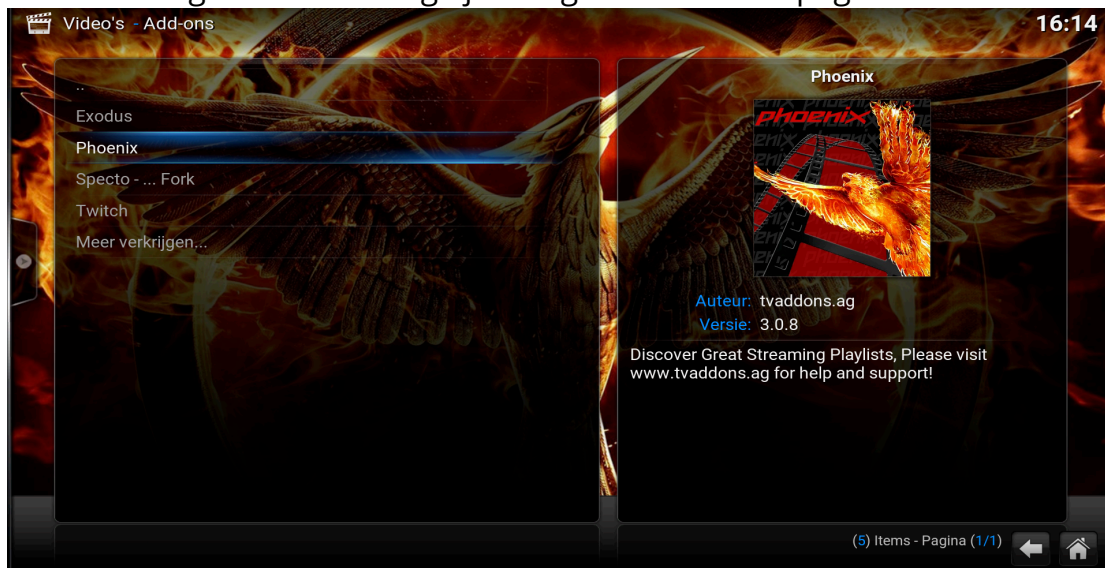 Video's - Add-ons
16:14
..
Exodus
Phoenix
Specto - ... Fork
Twitch
Meer verkrijgen...
Phoenix
phoenix
Auteur: tvaddons.ag
Versie: 3.0.8
Discover Great Streaming Playlists, Please visit
www.tvaddons.ag for help and support!
(5) Items - Pagina (1/1)